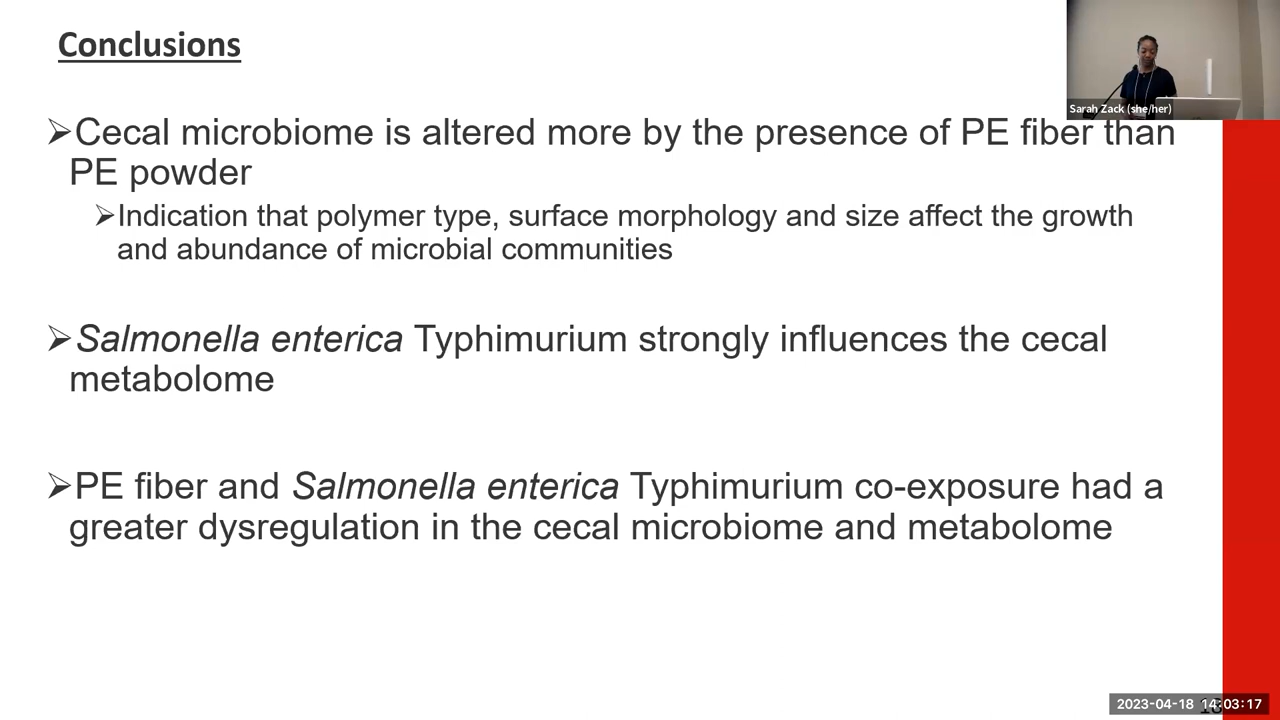 Conclusions
Sarah Zack (she/her)
➢Cecal microbiome is altered more by the presence of PE fiber than
PE powder
➢Indication that polymer type, surface morphology and size affect the growth
and abundance of microbial communities
➢Salmonella enterica Typhimurium strongly influences the cecal
metabolome
➢PE fiber and Salmonella enterica Typhimurium co-exposure had a
greater dysregulation in the cecal microbiome and metabolome
2023-04-18 14:03:17